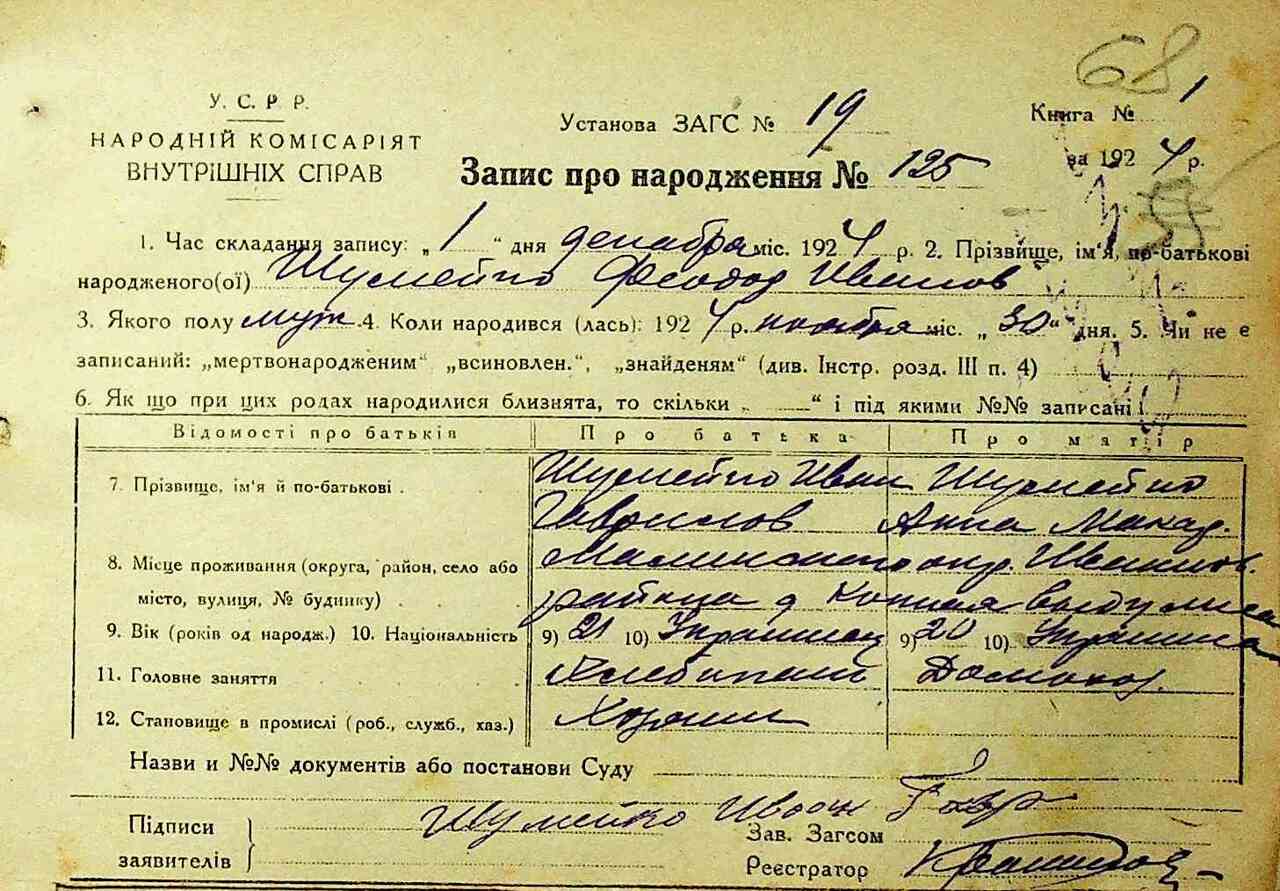 68
У. С. Р Р.
НАРОДНІЙ КОМІСАРІЯТ
ВНУТРІШНІХ СПРАВ
Установа ЗАГС № 19
Книга № 1
за 1924 р.
Запис про народження № 125
1. Час складання запису: „ 1 “ дня декабря міс. 1924 р. 2. Прізвище, ім'я, по-батькові
народженого(ої) Шумейко Феодор Иванов
3. Якого полу муж. 4. Коли народився (лась): 1924 р. ноября міс. „ 30 “ дня. 5. Чи не є
записаний: „мертвонародженим“ „всиновлен.“, „знайденям“ (див. Інстр. розд. III п. 4)
6. Як що при цих родах народилися близнята, то скільки „ “ і під якими №№ записані
Відомості про батьків Про батька Про матір
7. Прізвище, ім'я й по-батькові . Шумейко Иван Шумейко
Гаврилов Анна Макар.
8. Місце проживання (округа, район, село або окр. Иванов.
місто, вулиця, № будинку) . . района д
9. Вік (років од народж.) 10. Національність 9) 21 10) Украинец 9) 20 10) Украинка
11. Головне заняття Хлебопаш Домохоз.
12. Становище в промислі (роб., служб., хаз.) Хозяин
Назви и №№ документів або постанови Суду
Підписи
заявителів
Шумейко Иван Гавр
Зав. Загсом
Реєстратор